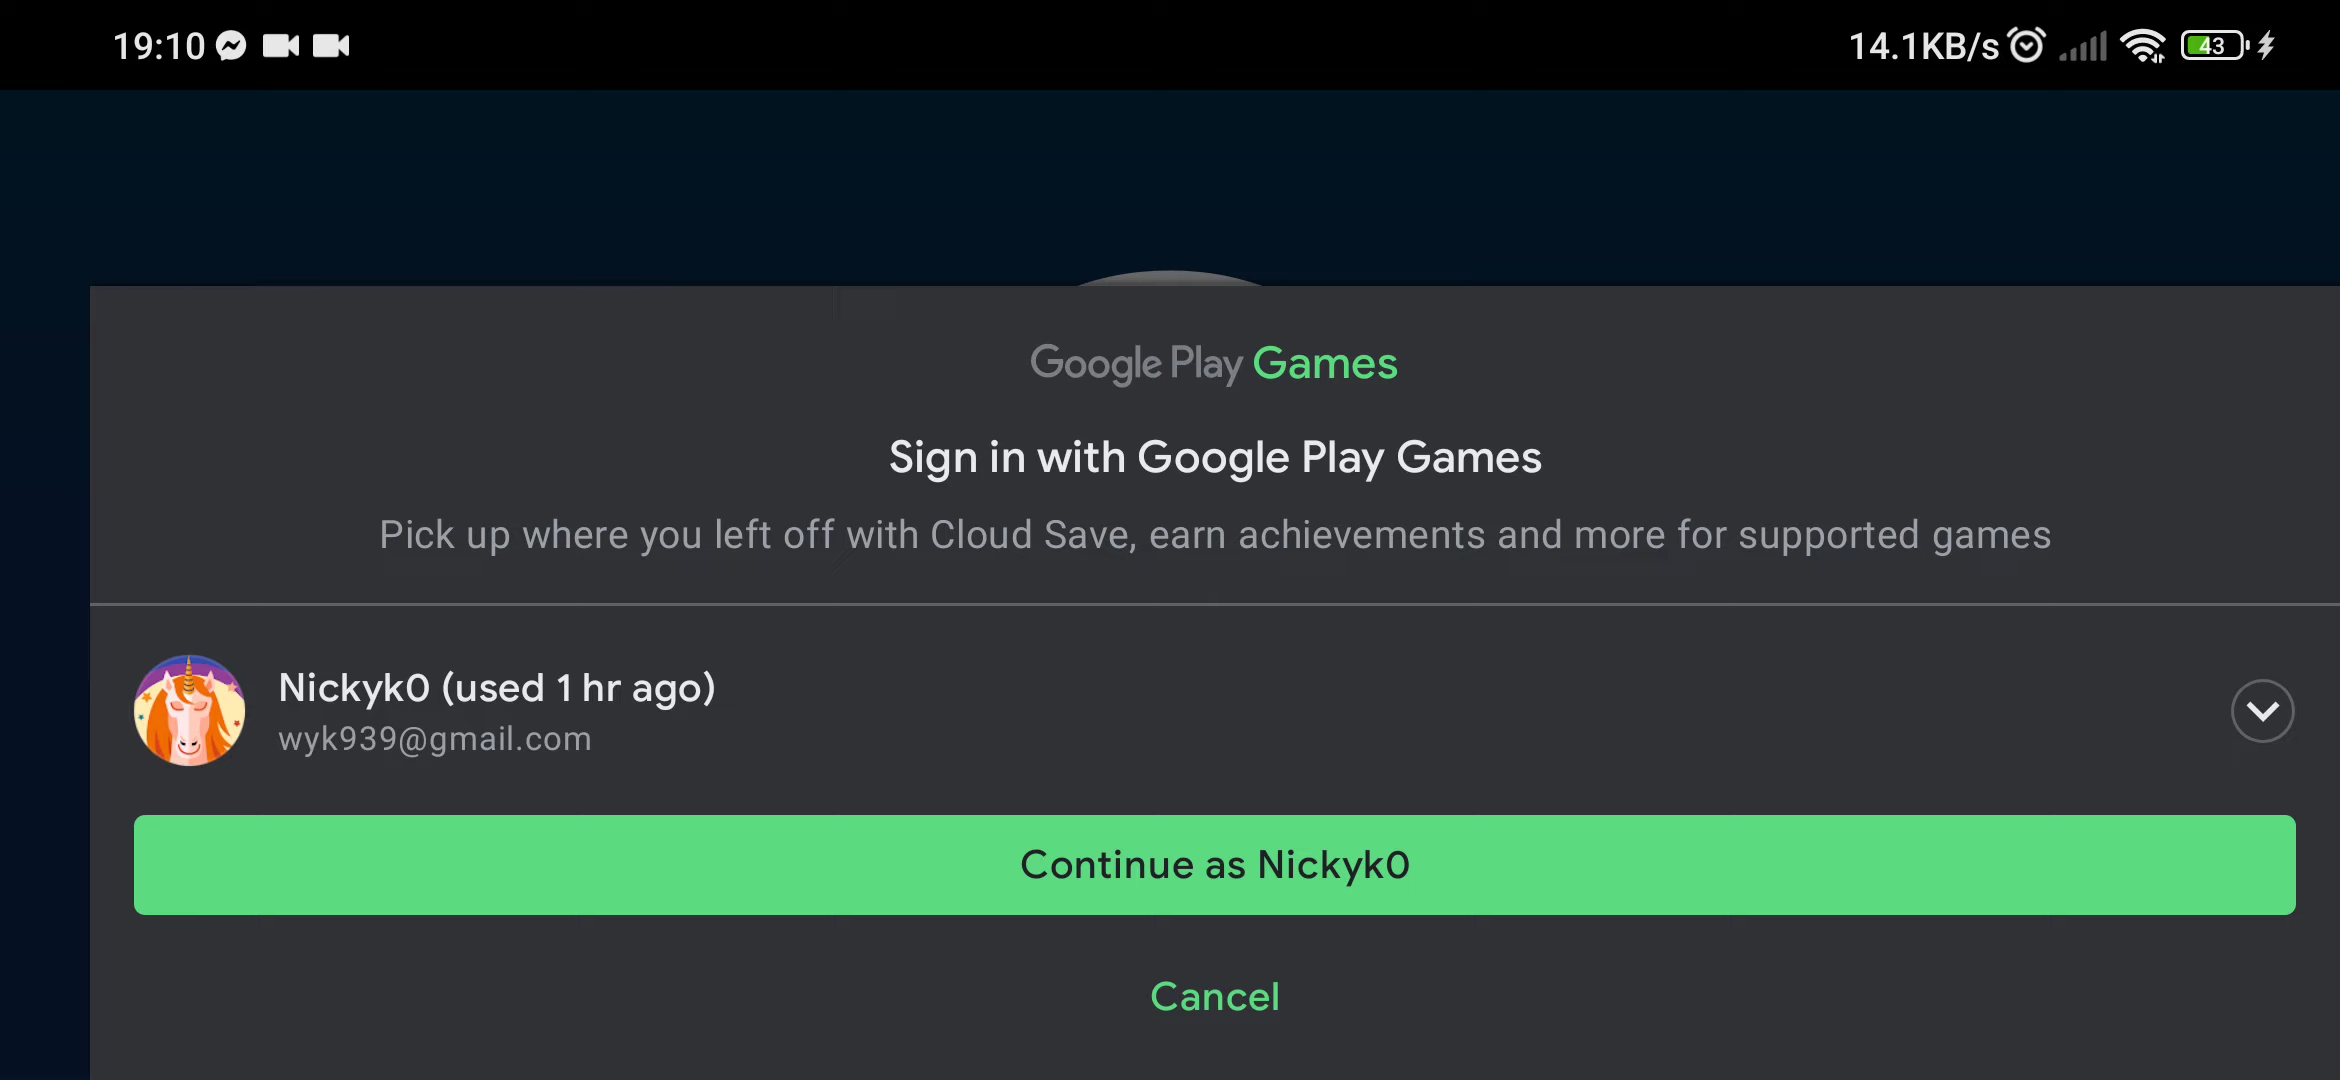 19:10 14.1KB/s 43
Google Play Games
Sign in with Google Play Games
Pick up where you left off with Cloud Save, earn achievements and more for supported games
Nickyk0 (used 1 hr ago)
wyk939@gmail.com
Continue as Nickyk0
Cancel